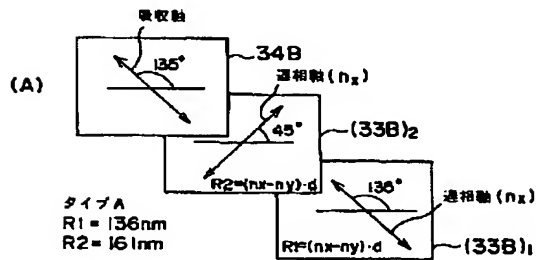 (A)
吸収軸
135°
34B
遅相軸(nx)
45°
R2=(nx-ny)・d
(33B)2
135°
遅相軸(nx)
R1=(nx-ny)・d
(33B)1
タイプA
R1 = 136nm
R2 = 161nm